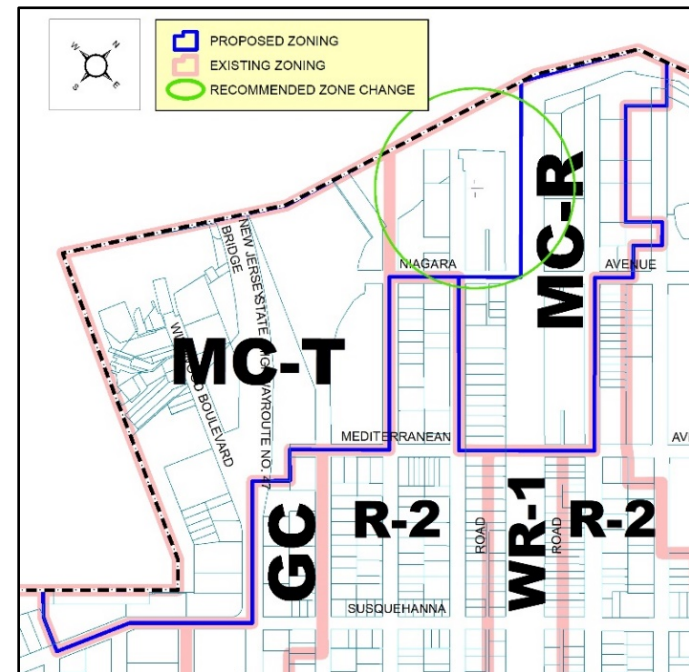 W
N
S
E
PROPOSED ZONING
EXISTING ZONING
RECOMMENDED ZONE CHANGE
NIAGARA
AVENUE
MC-R
NEW JERSEY STATE
BRIDGE
MC-T
BOULEVARD
MEDITERRANEAN
GC
R-2
ROAD
WR-1
ROAD
R-2
SUSQUEHANNA